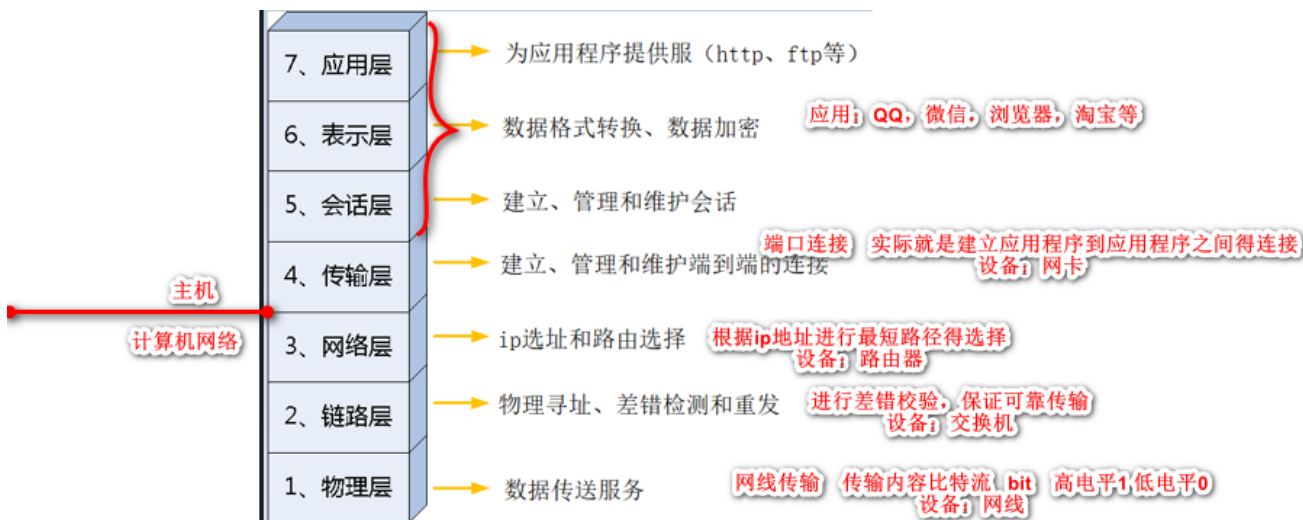 7、应用层
为应用程序提供服（http、ftp等）
6、表示层
数据格式转换、数据加密
应用：QQ，微信，浏览器，淘宝等
5、会话层
建立、管理和维护会话
4、传输层
建立、管理和维护端到端的连接
端口连接 实际就是建立应用程序到应用程序之间得连接
设备：网卡
主机
计算机网络
3、网络层
ip选址和路由选择
根据ip地址进行最短路径得选择
设备：路由器
2、链路层
物理寻址、差错检测和重发
进行差错校验，保证可靠传输
设备：交换机
1、物理层
数据传送服务
网线传输 传输内容比特流 bit 高电平1 低电平0
设备：网线